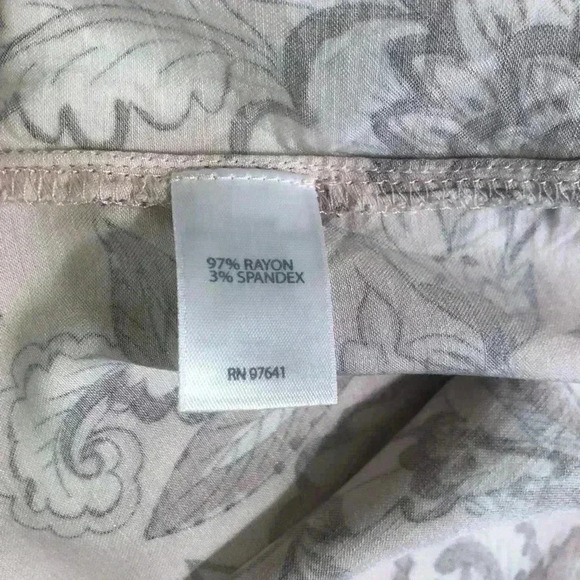 97% RAYON
3% SPANDEX
RN 97641